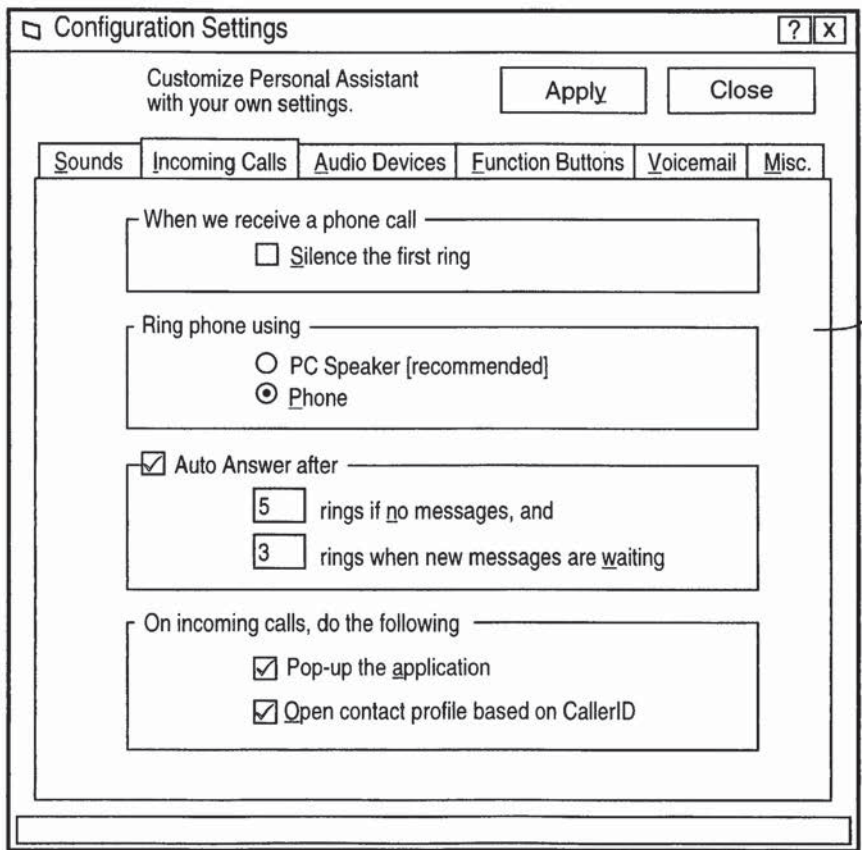 Configuration Settings ? X
Customize Personal Assistant
with your own settings.
Apply Close
Sounds Incoming Calls Audio Devices Function Buttons Voicemail Misc.
When we receive a phone call
Silence the first ring
Ring phone using
PC Speaker [recommended]
Phone
Auto Answer after
5 rings if no messages, and
3 rings when new messages are waiting
On incoming calls, do the following
Pop-up the application
Open contact profile based on CallerID